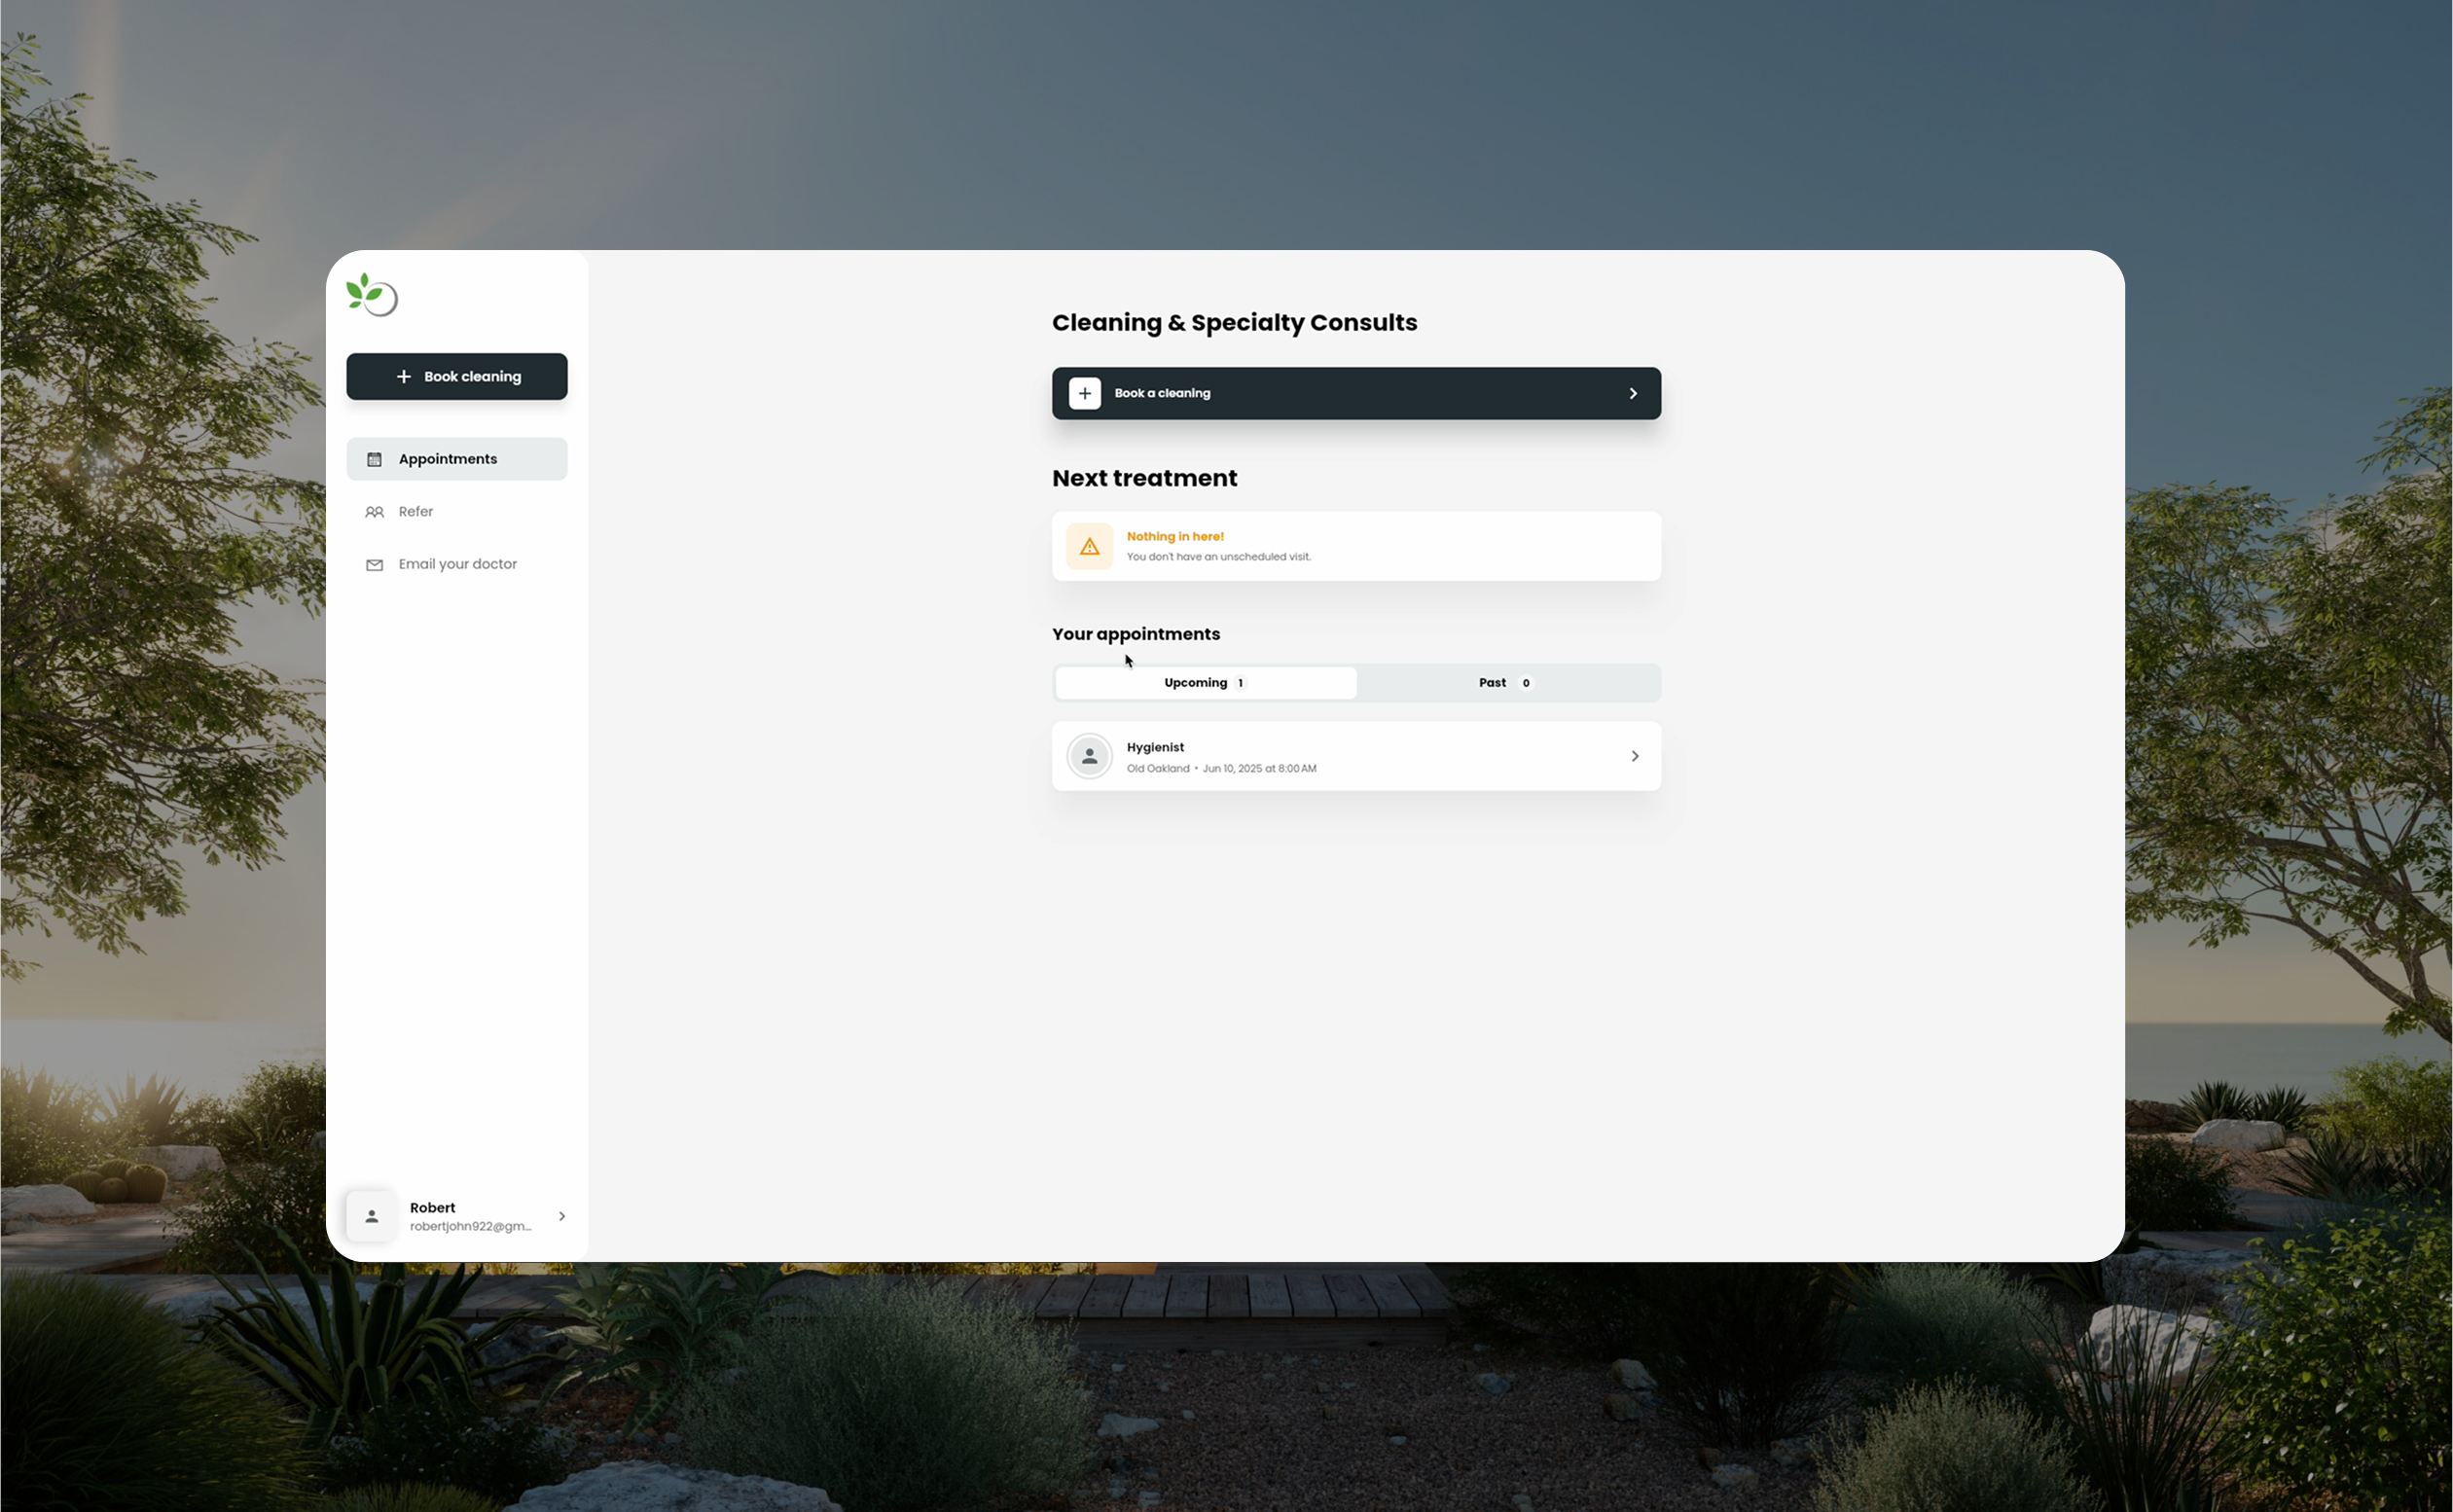 Book cleaning
Appointments
Refer
Email your doctor
Robert
robertjohn922@gm...
Cleaning & Specialty Consults
Book a cleaning
Next treatment
Nothing in here!
You don't have an unscheduled visit.
Your appointments
Upcoming 1
Past 0
Hygienist
Old Oakland • Jun 10, 2025 at 8:00 AM